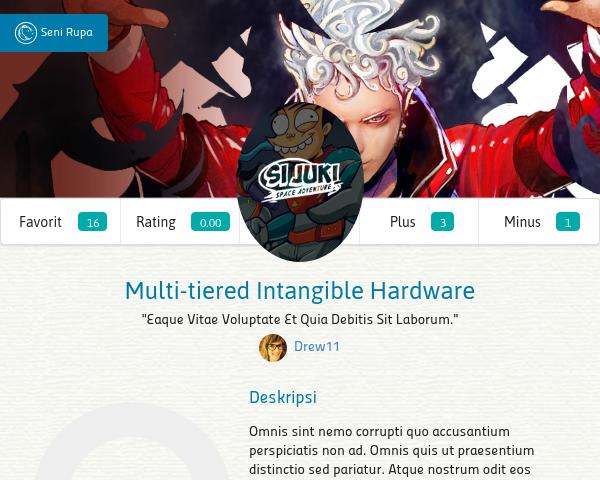 Seni Rupa
SI JUKI
SPACE ADVENTURE
Favorit 16
Rating 0.00
Plus 3
Minus 1
Multi-tiered Intangible Hardware
"Eaque Vitae Voluptate Et Quia Debitis Sit Laborum."
Drew11
Deskripsi
Omnis sint nemo corrupti quo accusantium
perspiciatis non ad. Omnis quis ut praesentium
distinctio sed pariatur. Atque nostrum odit eos